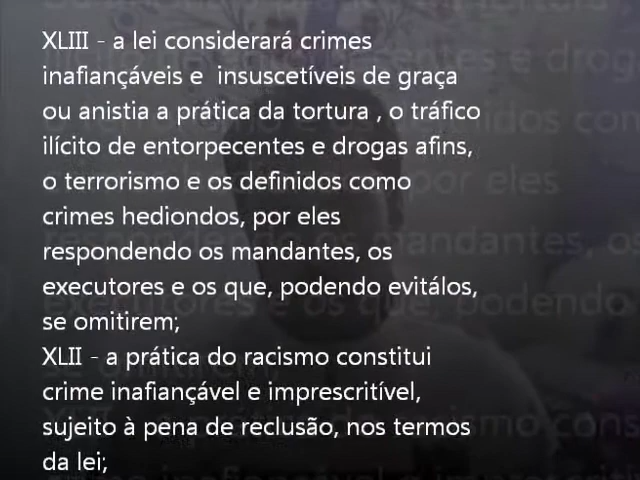 XLIII - a lei considerará crimes
inafiançáveis e  insuscetíveis de graça
ou anistia a prática da tortura , o tráfico
ilícito de entorpecentes e drogas afins,
o terrorismo e os definidos como
crimes hediondos, por eles
respondendo os mandantes, os
executores e os que, podendo evitálos,
se omitirem;
XLII - a prática do racismo constitui
crime inafiançável e imprescritível,
sujeito à pena de reclusão, nos termos
da lei;